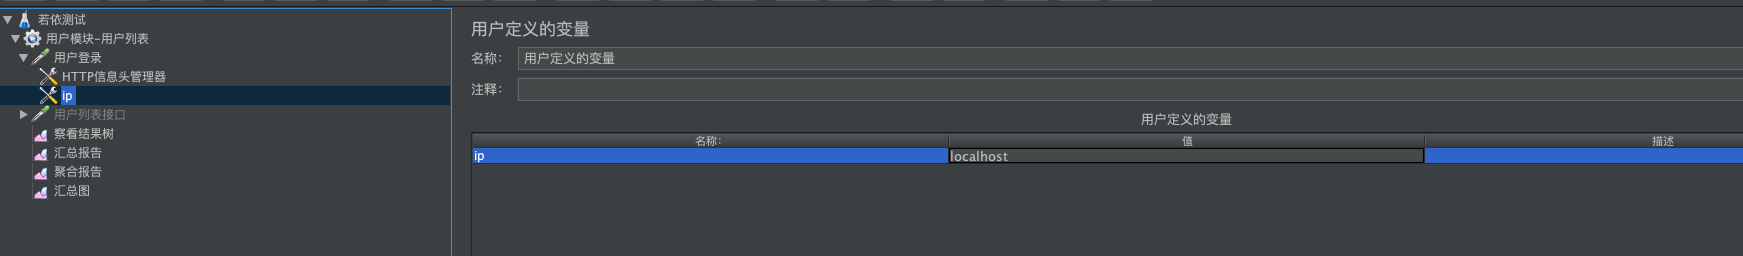 若依测试
用户模块-用户列表
用户登录
HTTP信息头管理器
ip
用户列表接口
察看结果树
汇总报告
聚合报告
汇总图
用户定义的变量
名称： 用户定义的变量
注释：
用户定义的变量
名称: 值 描述
ip localhost